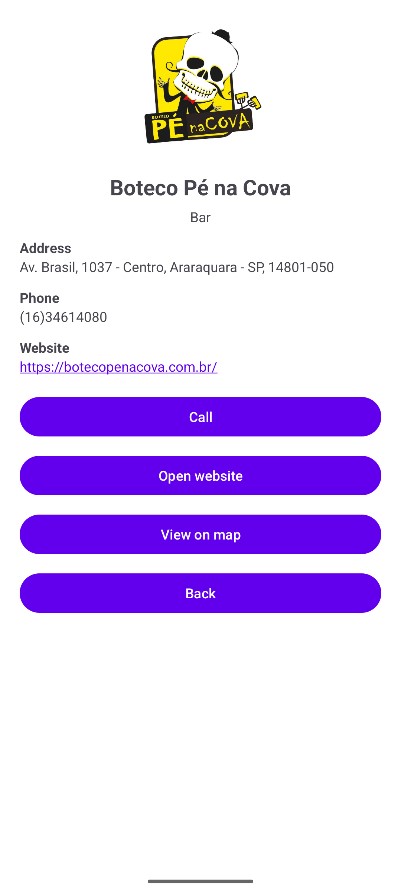 BOTECO
PÉ na COVA
Boteco Pé na Cova
Bar
Address
Av. Brasil, 1037 - Centro, Araraquara - SP, 14801-050
Phone
(16)34614080
Website
https://botecopenacova.com.br/
Call
Open website
View on map
Back